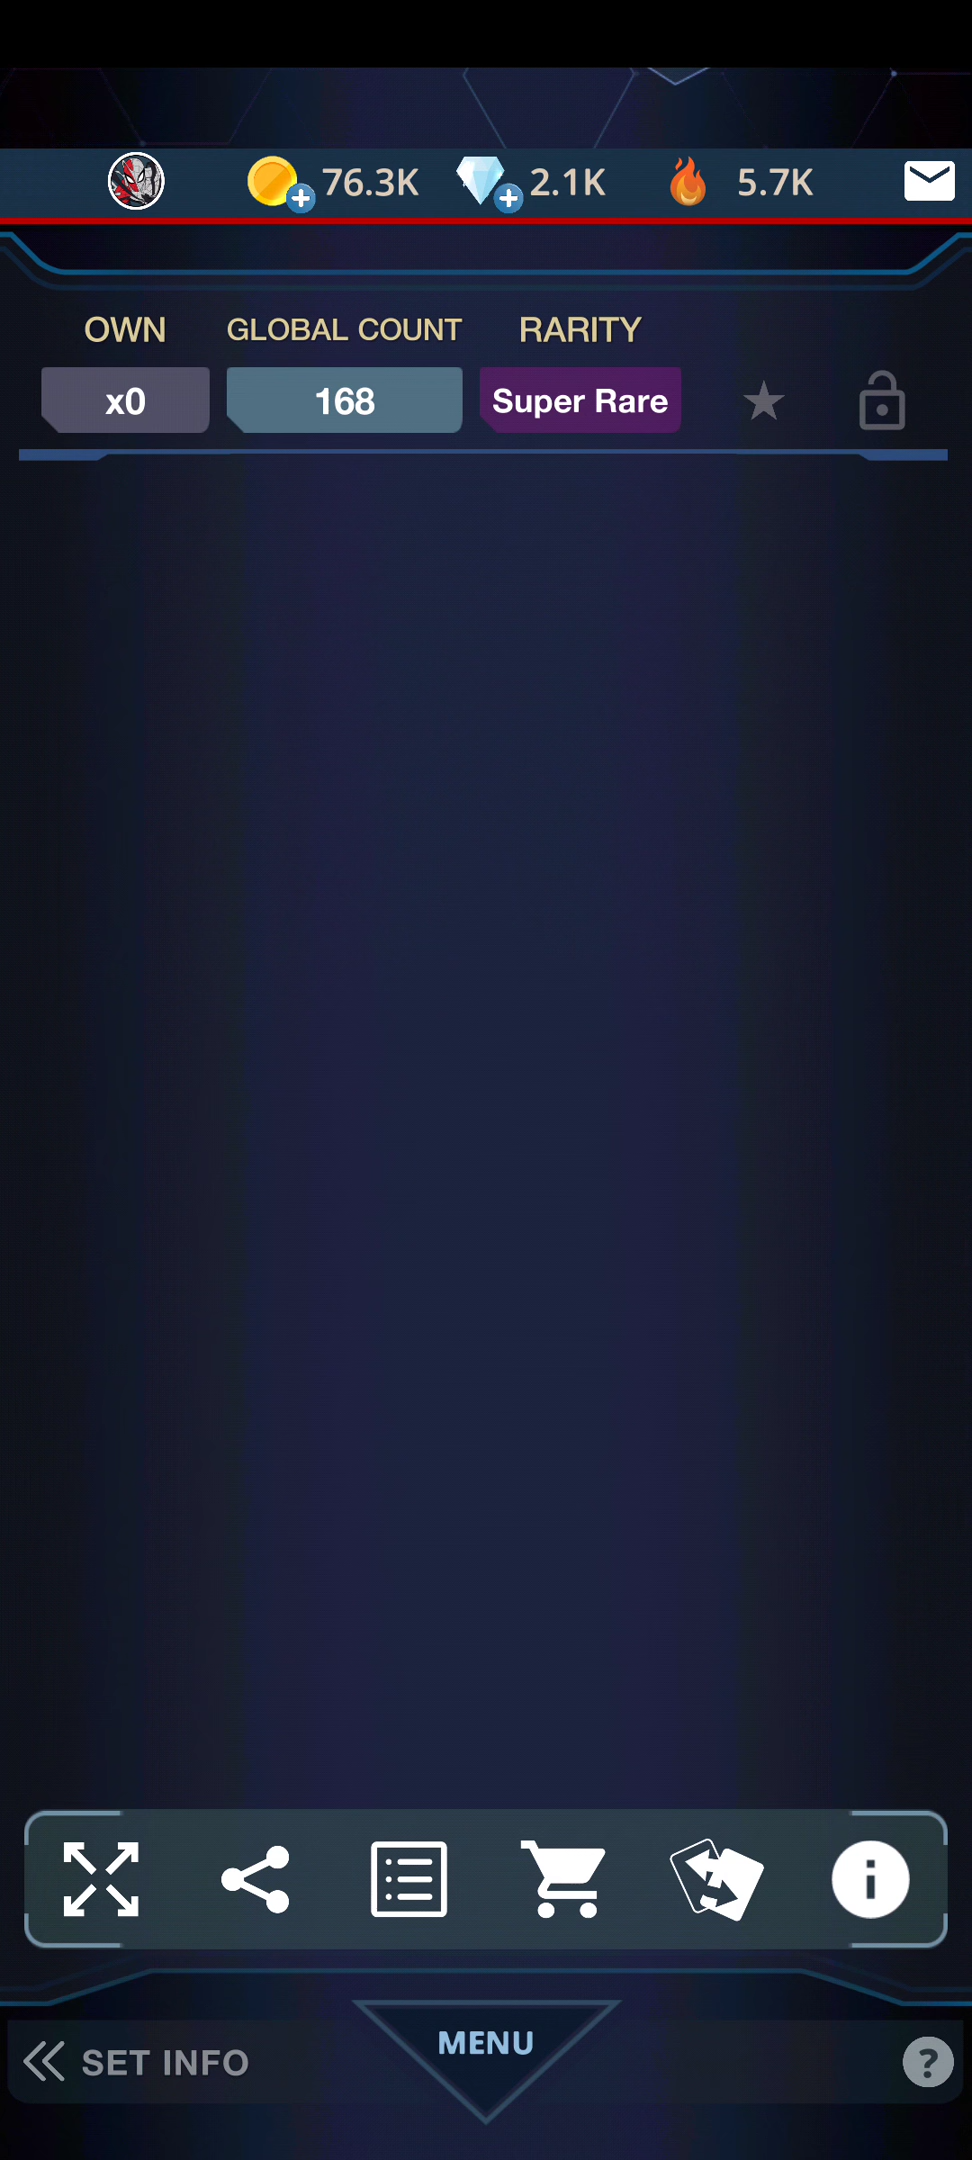 76.3K 2.1K 5.7K
OWN GLOBAL COUNT RARITY
x0 168 Super Rare
MENU
SET INFO ?